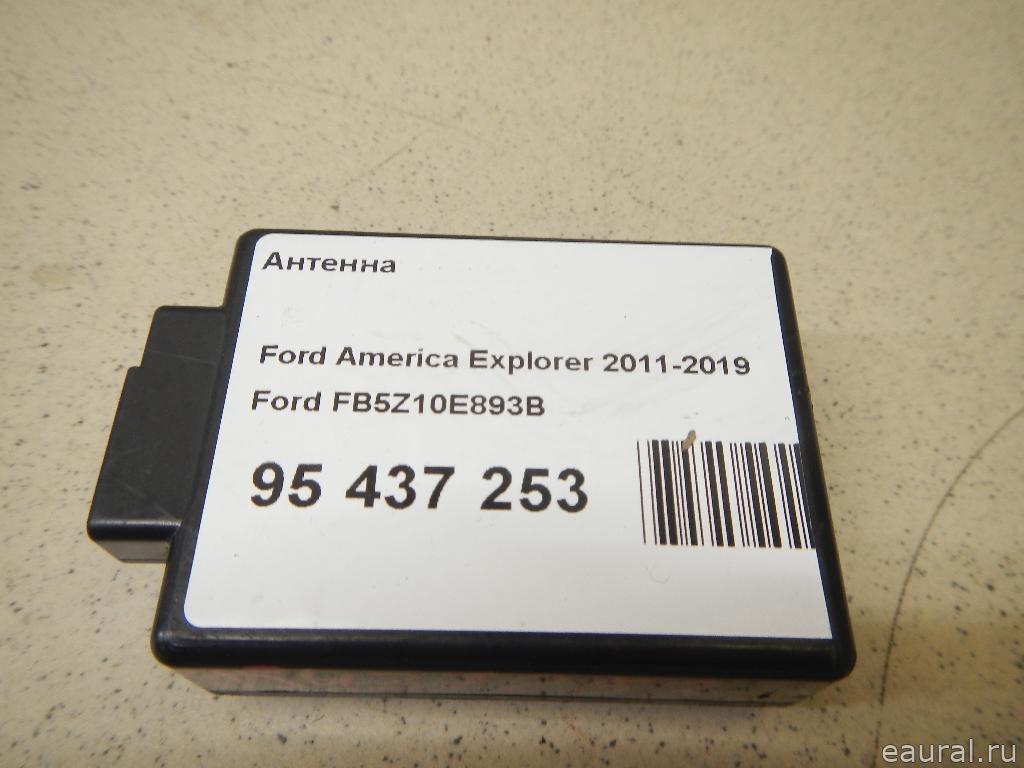 Антенна
Ford America Explorer 2011-2019
Ford FB5Z10E893B
95 437 253
eaural.ru